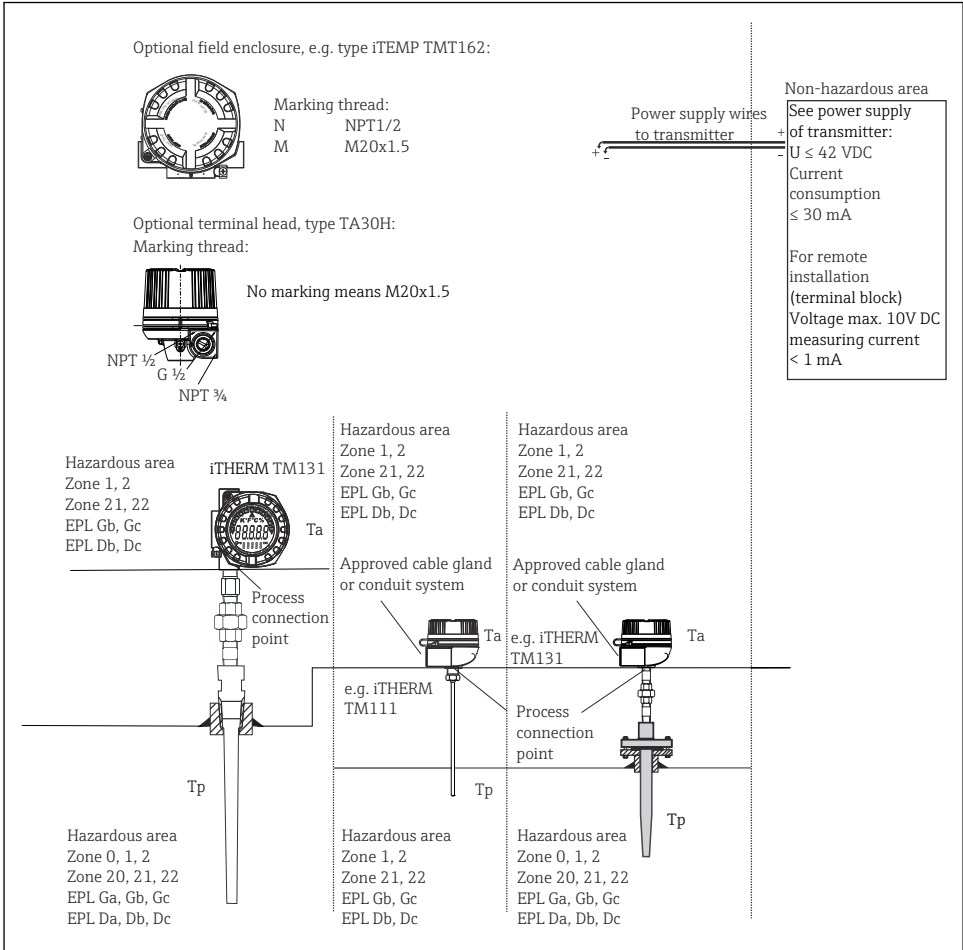 Optional field enclosure, e.g. type iTEMP TMT162:
Marking thread:
N NPT1/2
M M20x1.5
Power supply wires
to transmitter
+
-
+
-
Non-hazardous area
See power supply
of transmitter:
U ≤ 42 VDC
Current
consumption
≤ 30 mA
For remote
installation
(terminal block)
Voltage max. 10V DC
measuring current
< 1 mA
Optional terminal head, type TA30H:
Marking thread:
No marking means M20x1.5
NPT ½
G ½
NPT ¾
Hazardous area
Zone 1, 2
Zone 21, 22
EPL Gb, Gc
EPL Db, Dc
iTHERM TM131
Ta
Process
connection
point
Tp
Hazardous area
Zone 0, 1, 2
Zone 20, 21, 22
EPL Ga, Gb, Gc
EPL Da, Db, Dc
Hazardous area
Zone 1, 2
Zone 21, 22
EPL Gb, Gc
EPL Db, Dc
Approved cable gland
or conduit system
Ta
e.g. iTHERM
TM111
Tp
Hazardous area
Zone 1, 2
Zone 21, 22
EPL Gb, Gc
EPL Db, Dc
Hazardous area
Zone 1, 2
Zone 21, 22
EPL Gb, Gc
EPL Db, Dc
Approved cable gland
or conduit system
e.g. iTHERM
TM131
Ta
Process
connection
point
Tp
Hazardous area
Zone 0, 1, 2
Zone 20, 21, 22
EPL Ga, Gb, Gc
EPL Da, Db, Dc